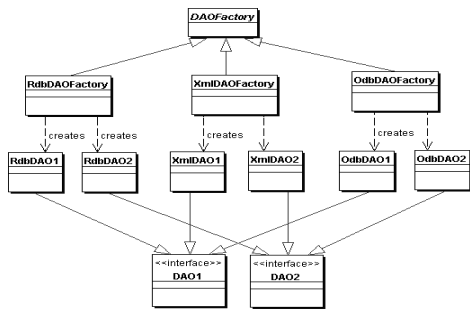 DAOFactory
RdbDAOFactory
XmlDAOFactory
OdbDAOFactory
creates
creates
creates
creates
RdbDAO1
RdbDAO2
XmlDAO1
XmlDAO2
OdbDAO1
OdbDAO2
<<interface>>
DAO1
<<interface>>
DAO2